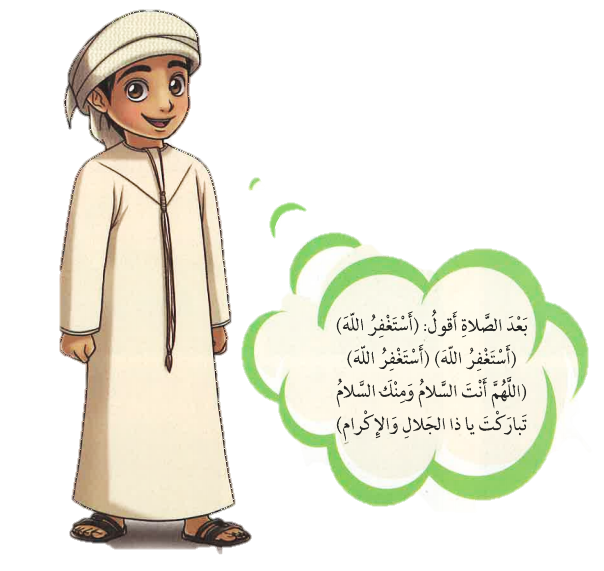 بَعْدَ الصَّلاةِ أَقولُ: (أَسْتَغْفِرُ اللّهَ)
(أَسْتَغْفِرُ اللّهَ) (أَسْتَغْفِرُ اللّهَ)
(اللَّهُمَّ أَنْتَ السَّلامُ وَمِنْكَ السَّلامُ
تَبارَكْتَ يا ذا الجَلالِ وَالإِكْرامِ)